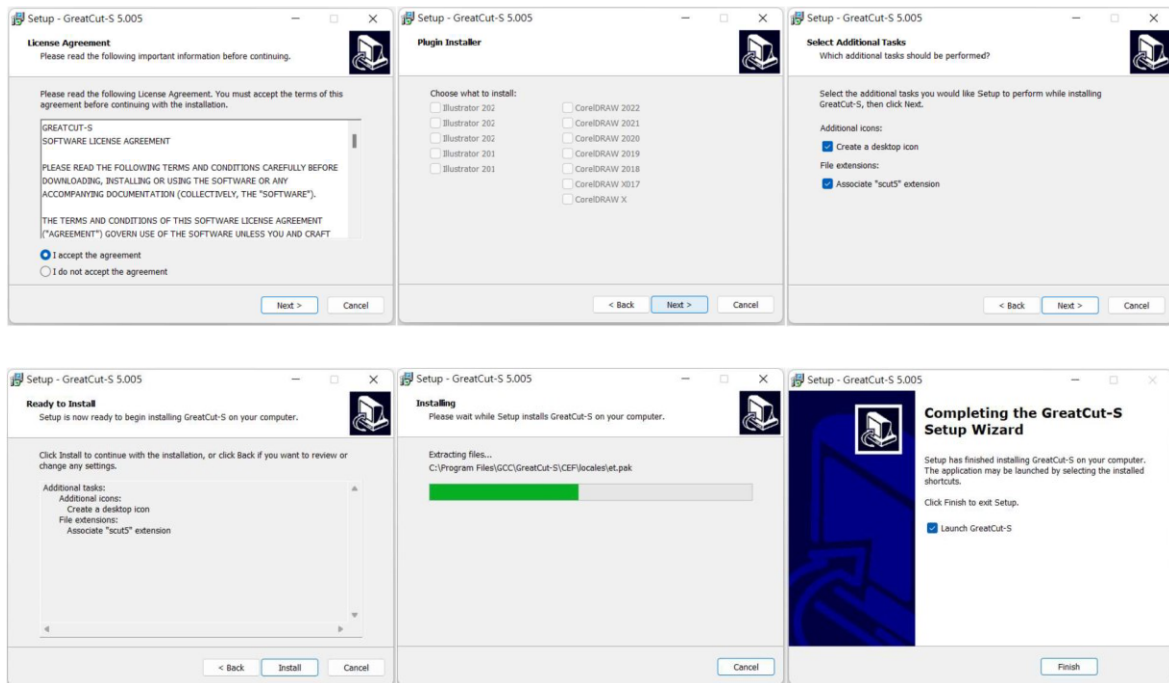 Setup - GreatCut-S 5.005
License Agreement
Please read the following important information before continuing.
Please read the following License Agreement. You must accept the terms of this
agreement before continuing with the installation.
GREATCUT-S
SOFTWARE LICENSE AGREEMENT
PLEASE READ THE FOLLOWING TERMS AND CONDITIONS CAREFULLY BEFORE
DOWNLOADING, INSTALLING OR USING THE SOFTWARE OR ANY
ACCOMPANYING DOCUMENTATION (COLLECTIVELY, THE "SOFTWARE").
THE TERMS AND CONDITIONS OF THIS SOFTWARE LICENSE AGREEMENT
("AGREEMENT") GOVERN USE OF THE SOFTWARE UNLESS YOU AND CRAFT
I accept the agreement
I do not accept the agreement
Next >
Cancel
Setup - GreatCut-S 5.005
Plugin Installer
Choose what to install:
Illustrator 202
Illustrator 202
Illustrator 202
Illustrator 201
Illustrator 201
CorelDRAW 2022
CorelDRAW 2021
CorelDRAW 2020
CorelDRAW 2019
CorelDRAW 2018
CorelDRAW X017
CorelDRAW X
< Back
Next >
Cancel
Setup - GreatCut-S 5.005
Select Additional Tasks
Which additional tasks should be performed?
Select the additional tasks you would like Setup to perform while installing
GreatCut-S, then click Next.
Additional icons:
Create a desktop icon
File extensions:
Associate "scut5" extension
< Back
Next >
Cancel
Setup - GreatCut-S 5.005
Ready to Install
Setup is now ready to begin installing GreatCut-S on your computer.
Click Install to continue with the installation, or click Back if you want to review or
change any settings.
Additional tasks:
Additional icons:
Create a desktop icon
File extensions:
Associate "scut5" extension
< Back
Install
Cancel
Setup - GreatCut-S 5.005
Installing
Please wait while Setup installs GreatCut-S on your computer.
Extracting files...
C:\Program Files\GCC\GreatCut-S\CEF\locales\et.pak
Cancel
Setup - GreatCut-S 5.005
Completing the GreatCut-S
Setup Wizard
Setup has finished installing GreatCut-S on your computer.
The application may be launched by selecting the installed
shortcuts.
Click Finish to exit Setup.
Launch GreatCut-S
Finish